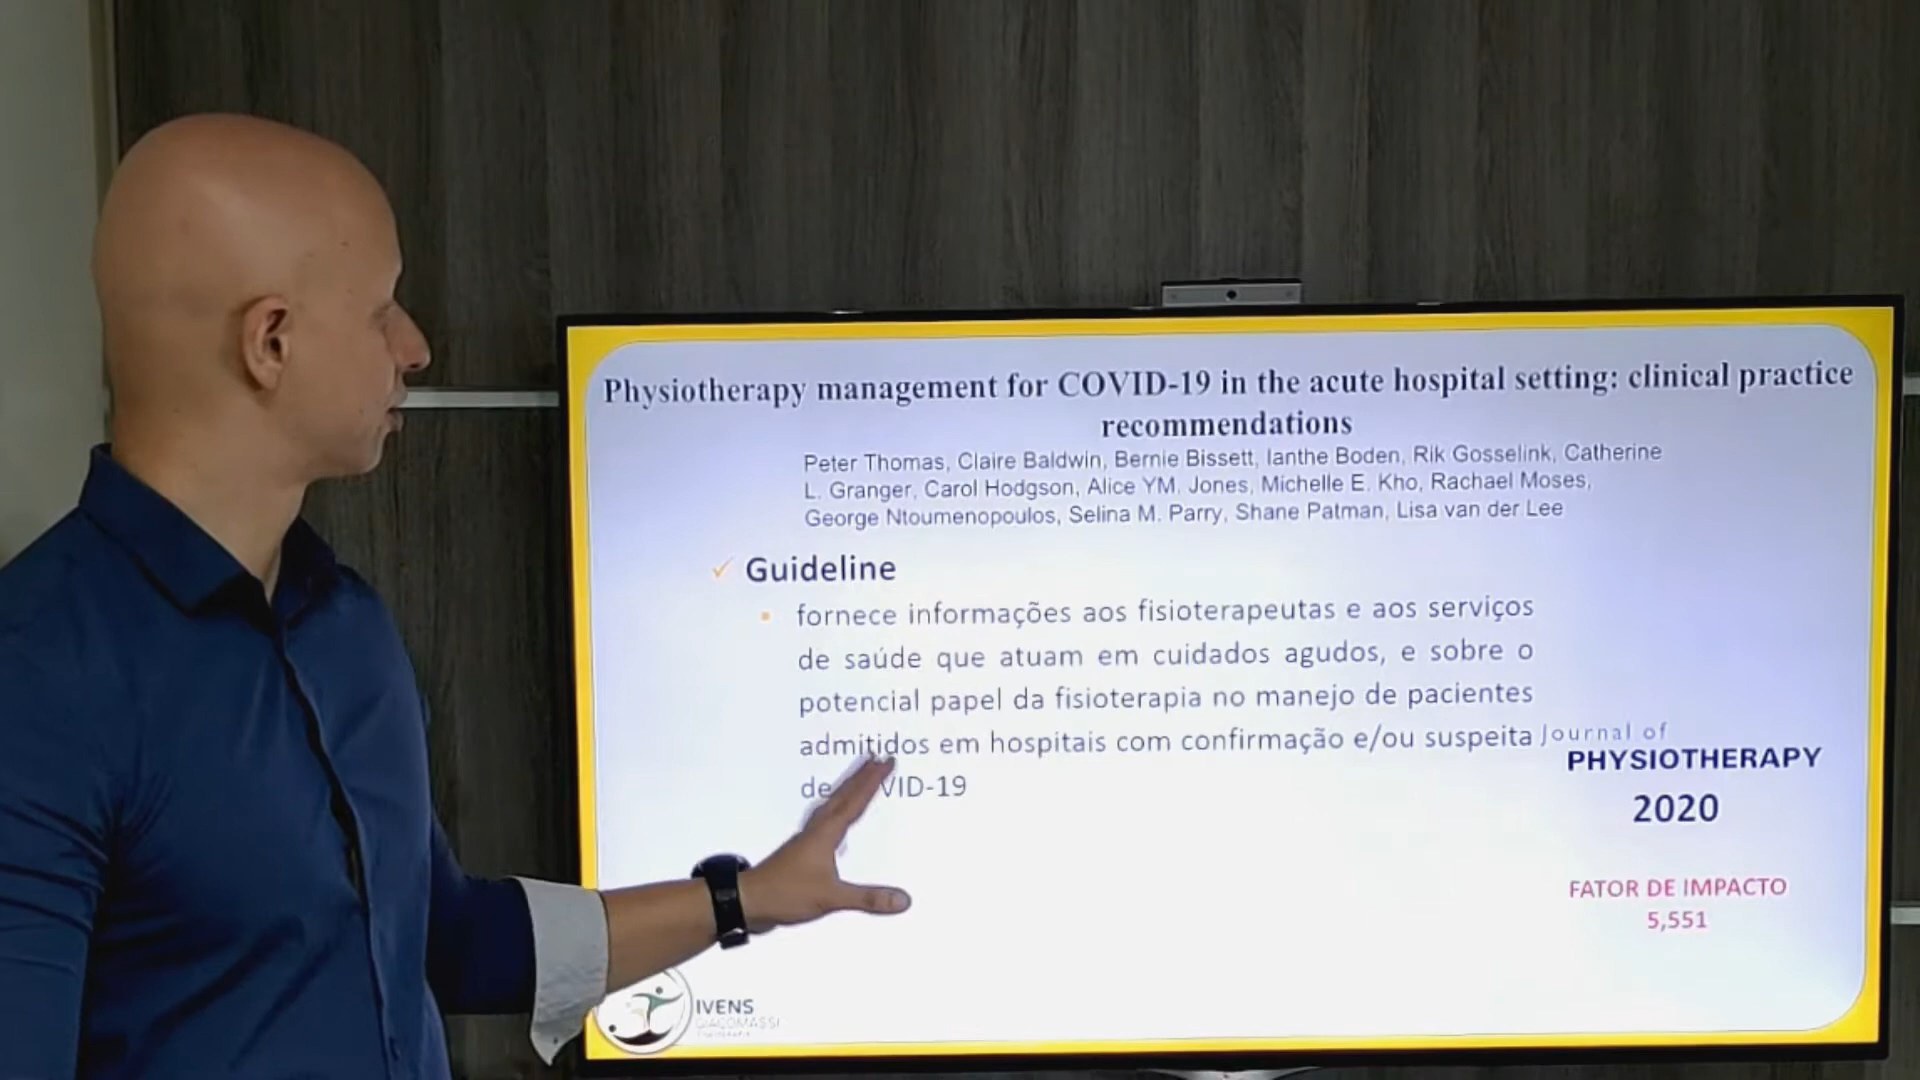 Physiotherapy management for COVID-19 in the acute hospital setting: clinical practice
recommendations
Peter Thomas, Claire Baldwin, Bernie Bissett, Ianthe Boden, Rik Gosselink, Catherine
L. Granger, Carol Hodgson, Alice YM. Jones, Michelle E. Kho, Rachael Moses,
George Ntoumenopoulos, Selina M. Parry, Shane Patman, Lisa van der Lee
✓ Guideline
▪ fornece informações aos fisioterapeutas e aos serviços
de saúde que atuam em cuidados agudos, e sobre o
potencial papel da fisioterapia no manejo de pacientes
admitidos em hospitais com confirmação e/ou suspeita
de VID-19
Journal of
PHYSIOTHERAPY
2020
FATOR DE IMPACTO
5,551
IVENS
GIACOMASSI